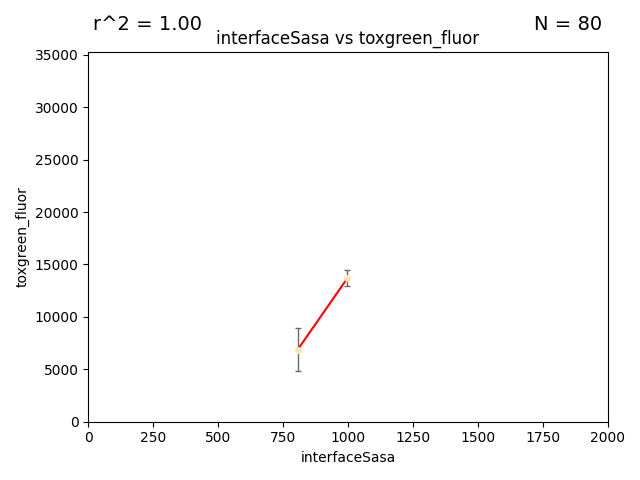 r^2 = 1.00
N = 80
interfaceSasa vs toxgreen_fluor
35000
30000
25000
20000
15000
10000
5000
0
toxgreen_fluor
0 250 500 750 1000 1250 1500 1750 2000
interfaceSasa